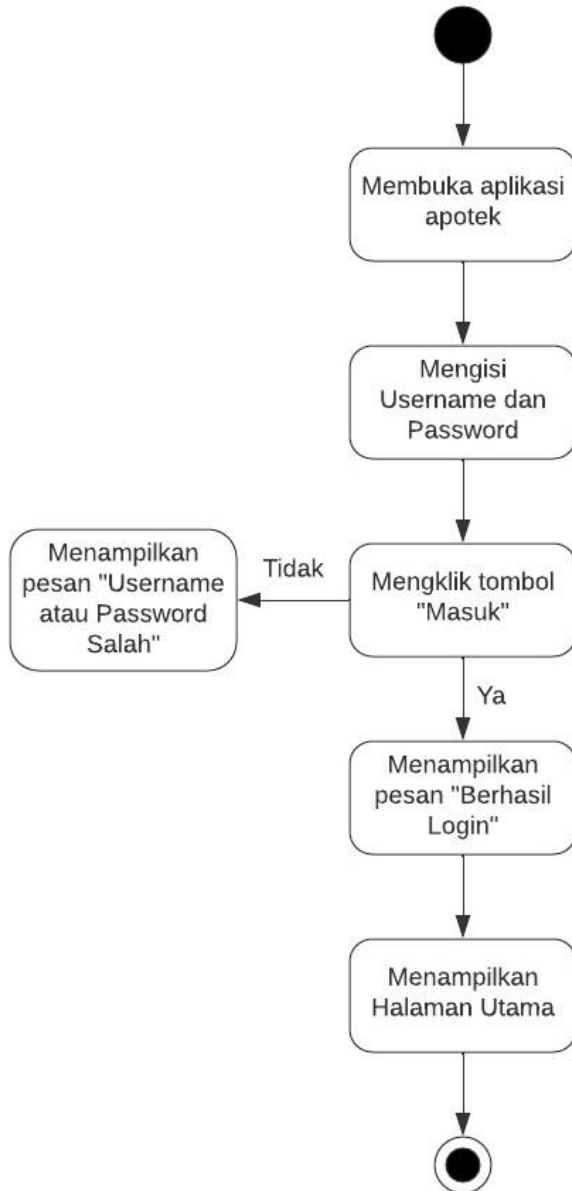 Membuka aplikasi
apotek
Mengisi
Username dan
Password
Mengklik tombol
"Masuk"
Tidak
Menampilkan
pesan "Username
atau Password
Salah"
Ya
Menampilkan
pesan "Berhasil
Login"
Menampilkan
Halaman Utama